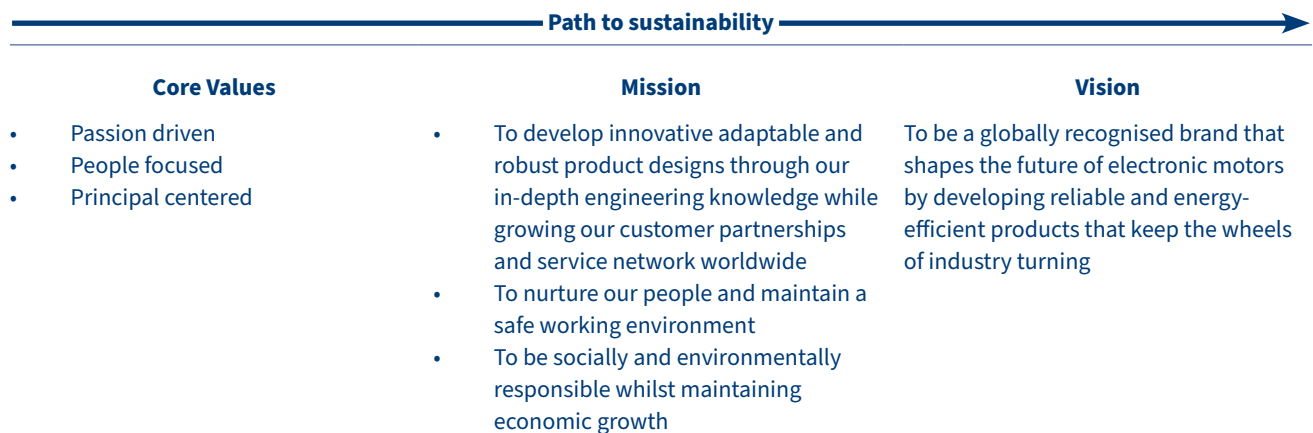 Path to sustainability
Core Values
• Passion driven
• People focused
• Principal centered
Mission
• To develop innovative adaptable and
robust product designs through our
in-depth engineering knowledge while
growing our customer partnerships
and service network worldwide
• To nurture our people and maintain a
safe working environment
• To be socially and environmentally
responsible whilst maintaining
economic growth
Vision
To be a globally recognised brand that
shapes the future of electronic motors
by developing reliable and energy-
efficient products that keep the wheels
of industry turning